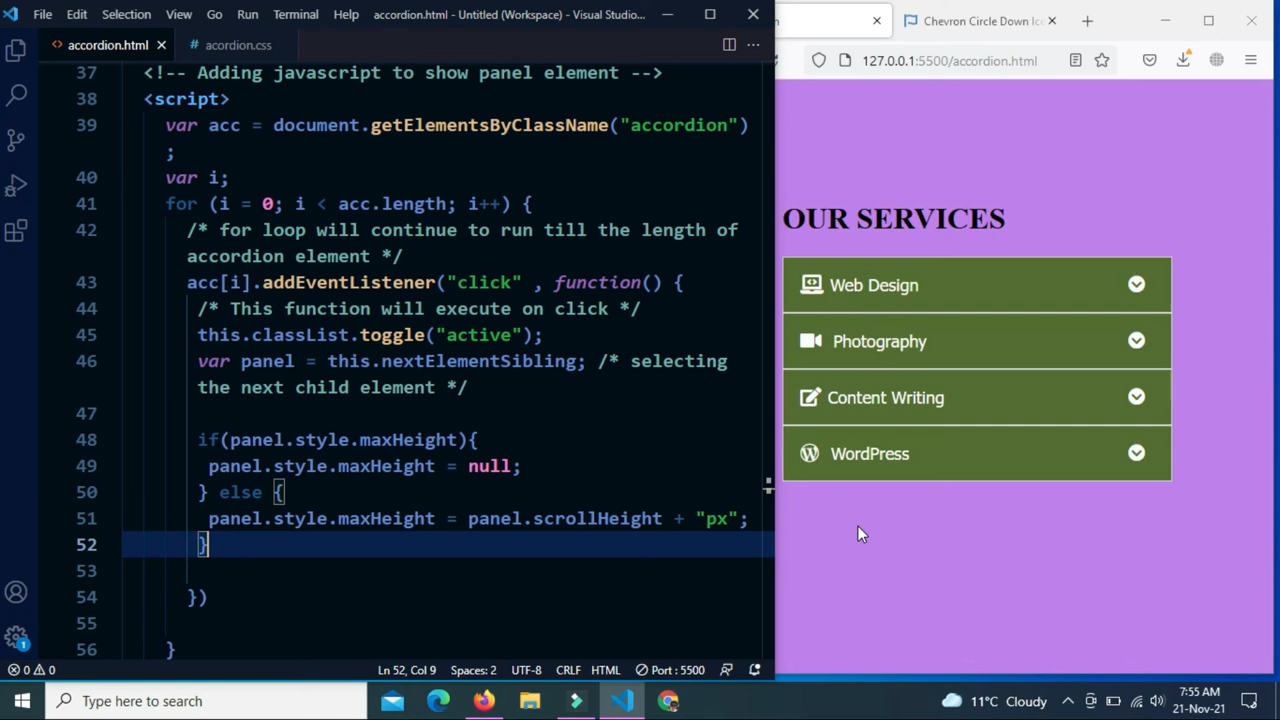 File Edit Selection View Go Run Terminal Help accordion.html - Untitled (Workspace) - Visual Studio...
accordion.html acordion.css
37 <!-- Adding javascript to show panel element -->
38 <script>
39 var acc = document.getElementsByClassName("accordion")
;
40 var i;
41 for (i = 0; i < acc.length; i++) {
42 /* for loop will continue to run till the length of
accordion element */
43 acc[i].addEventListener("click" , function() {
44 /* This function will execute on click */
45 this.classList.toggle("active");
46 var panel = this.nextElementSibling; /* selecting
the next child element */
47
48 if(panel.style.maxHeight){
49 panel.style.maxHeight = null;
50 } else {
51 panel.style.maxHeight = panel.scrollHeight + "px";
52 }
53
54 })
55
56 }
0 0 Ln 52, Col 9 Spaces: 2 UTF-8 CRLF HTML Port : 5500
Chevron Circle Down Ico
127.0.0.1:5500/accordion.html
OUR SERVICES
Web Design
Photography
Content Writing
WordPress
Type here to search
11°C Cloudy
7:55 AM
21-Nov-21